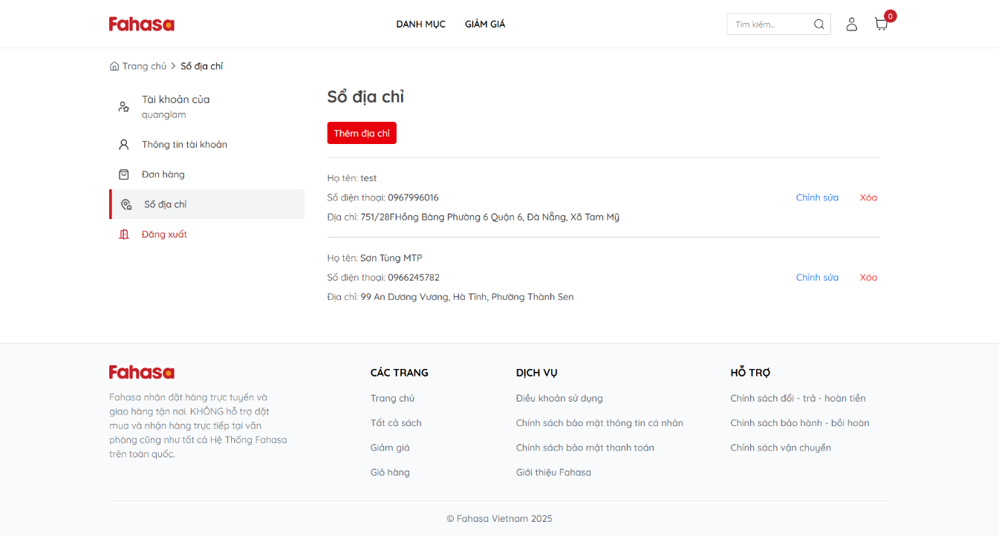 Fahasa
DANH MỤC
GIẢM GIÁ
Tìm kiếm...
0
Trang chủ > Sổ địa chỉ
Tài khoản của
quanglam
Thông tin tài khoản
Đơn hàng
Sổ địa chỉ
Đăng xuất
Sổ địa chỉ
Thêm địa chỉ
Họ tên: test
Số điện thoại: 0967996016
Chỉnh sửa
Xóa
Địa chỉ: 751/28FHồng Bàng Phường 6 Quận 6, Đà Nẵng, Xã Tam Mỹ
Họ tên: Sơn Tùng MTP
Số điện thoại: 0966245782
Chỉnh sửa
Xóa
Địa chỉ: 99 An Dương Vương, Hà Tĩnh, Phường Thành Sen
Fahasa
Fahasa nhận đặt hàng trực tuyến và
giao hàng tận nơi. KHÔNG hỗ trợ đặt
mua và nhận hàng trực tiếp tại văn
phòng cũng như tất cả Hệ Thống Fahasa
trên toàn quốc.
CÁC TRANG
Trang chủ
Tất cả sách
Giảm giá
Giỏ hàng
DỊCH VỤ
Điều khoản sử dụng
Chính sách bảo mật thông tin cá nhân
Chính sách bảo mật thanh toán
Giới thiệu Fahasa
HỖ TRỢ
Chính sách đổi - trả - hoàn tiền
Chính sách bảo hành - bồi hoàn
Chính sách vận chuyển
© Fahasa Vietnam 2025